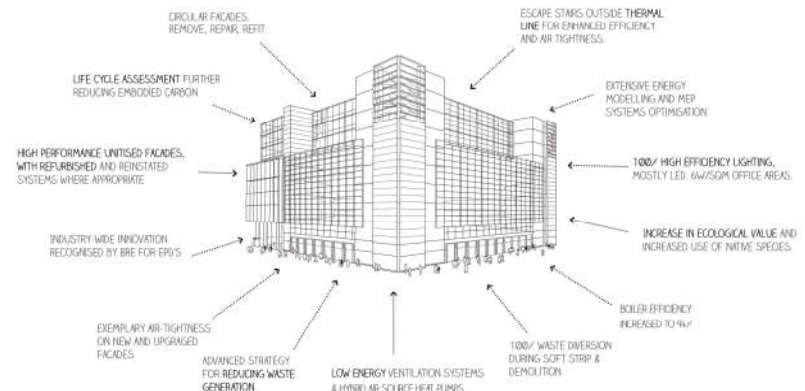 CIRCULAR FACADES.
REMOVE, REPAIR, REFIT
ESCAPE STAIRS OUTSIDE THERMAL
LINE FOR ENHANCED EFFICIENCY
AND AIR TIGHTNESS.
LIFE CYCLE ASSESSMENT FURTHER
REDUCING EMBODIED CARBON
EXTENSIVE ENERGY
MODELLING AND MEP
SYSTEMS OPTIMISATION
HIGH PERFORMANCE UNITISED FACADES,
WITH REFURBISHED AND REINSTATED
SYSTEMS WHERE APPROPRIATE
100% HIGH EFFICIENCY LIGHTING,
MOSTLY LED. 6W/SQM OFFICE AREAS.
INDUSTRY-WIDE INNOVATION
RECOGNISED BY BRE FOR EPD'S
INCREASE IN ECOLOGICAL VALUE AND
INCREASED USE OF NATIVE SPECIES.
EXEMPLARY AIR-TIGHTNESS
ON NEW AND UPGRADED
FACADES
ADVANCED STRATEGY
FOR REDUCING WASTE
GENERATION
LOW ENERGY VENTILATION SYSTEMS
& HYBRID AIR SOURCE HEAT PUMPS
100% WASTE DIVERSION
DURING SOFT STRIP &
DEMOLITION
BOILER EFFICIENCY
INCREASED TO